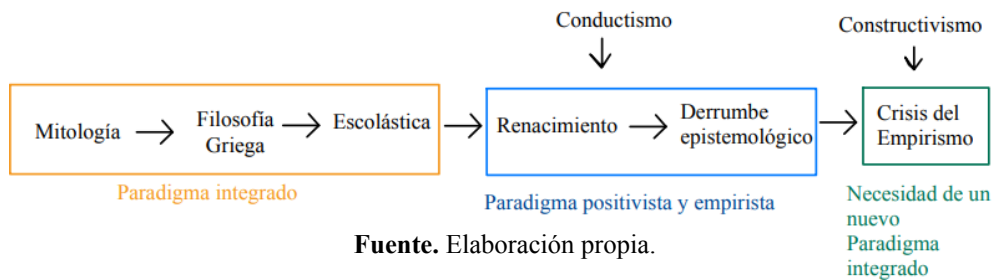 Conductismo
Constructivismo
Mitología
Filosofía
Griega
Escolástica
Renacimiento
Derrumbe
epistemológico
Crisis del
Empirismo
Paradigma integrado
Paradigma positivista y empirista
Necesidad de un
nuevo
Paradigma
integrado
Fuente. Elaboración propia.